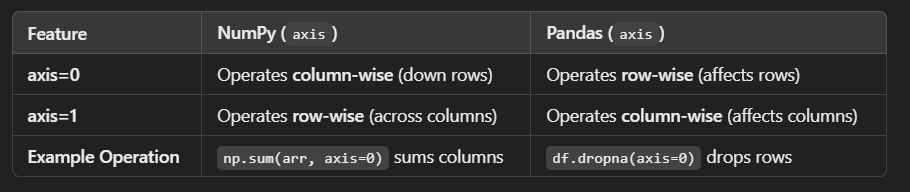 Feature NumPy ( axis ) Pandas ( axis )
axis=0 Operates column-wise (down rows) Operates row-wise (affects rows)
axis=1 Operates row-wise (across columns) Operates column-wise (affects columns)
Example Operation np.sum(arr, axis=0) sums columns df.dropna(axis=0) drops rows